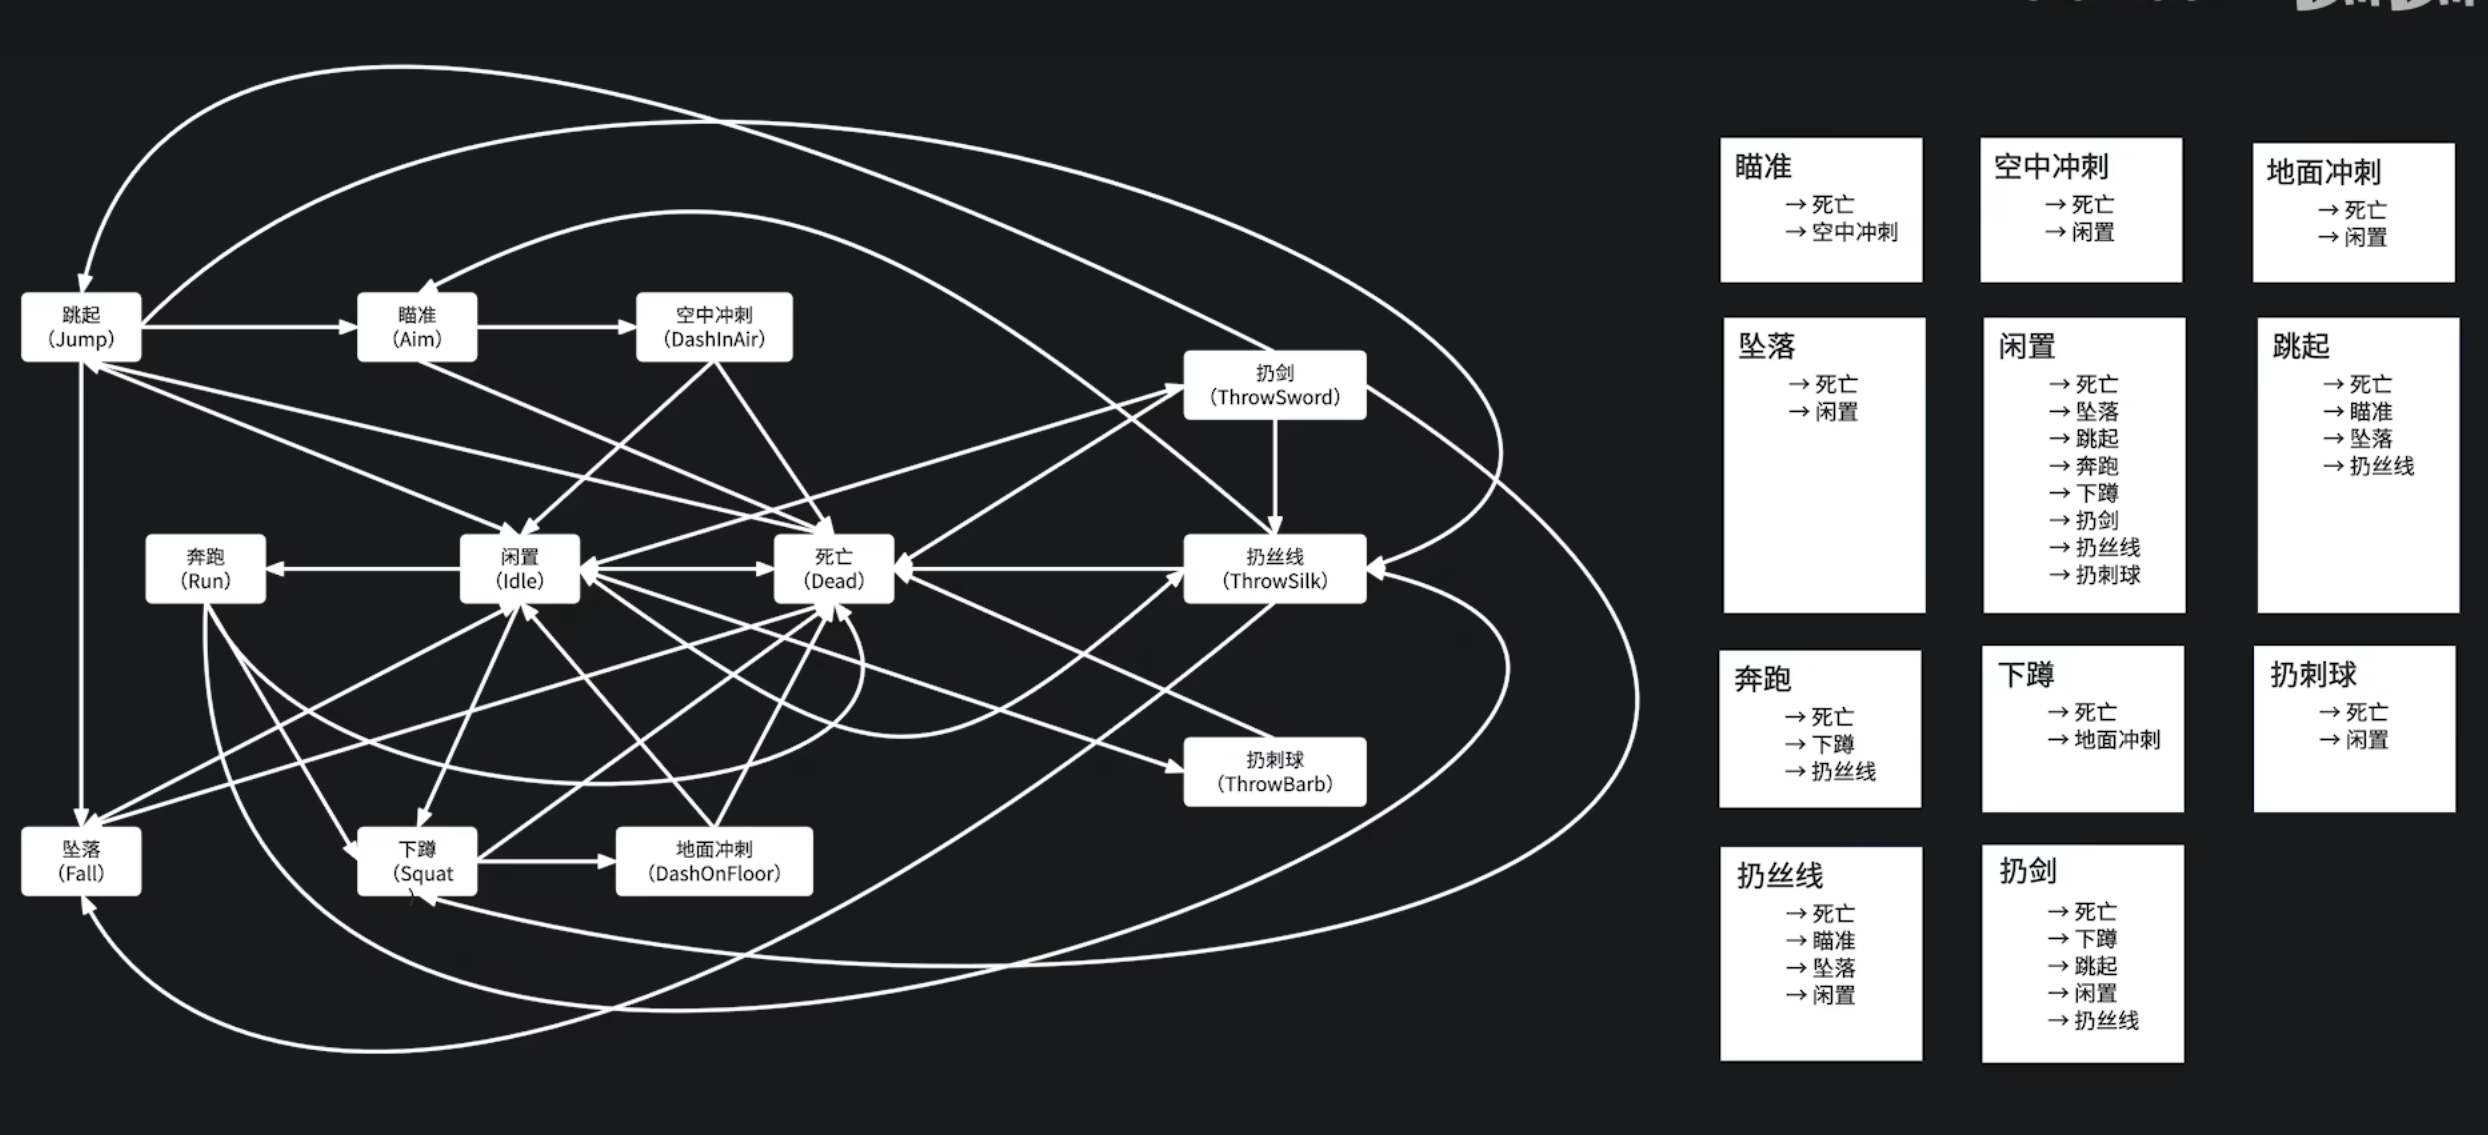 跳起
(Jump)
瞄准
(Aim)
空中冲刺
(DashInAir)
扔剑
(ThrowSword)
奔跑
(Run)
闲置
(Idle)
死亡
(Dead)
扔丝线
(ThrowSilk)
扔刺球
(ThrowBarb)
坠落
(Fall)
下蹲
(Squat
)
地面冲刺
(DashOnFloor)
瞄准
→死亡
→空中冲刺
空中冲刺
→死亡
→闲置
地面冲刺
→死亡
→闲置
坠落
→死亡
→闲置
闲置
→死亡
→坠落
→跳起
→奔跑
→下蹲
→扔剑
→扔丝线
→扔刺球
跳起
→死亡
→瞄准
→坠落
→扔丝线
奔跑
→死亡
→下蹲
→扔丝线
下蹲
→死亡
→地面冲刺
扔刺球
→死亡
→闲置
扔丝线
→死亡
→瞄准
→坠落
→闲置
扔剑
→死亡
→下蹲
→跳起
→闲置
→扔丝线